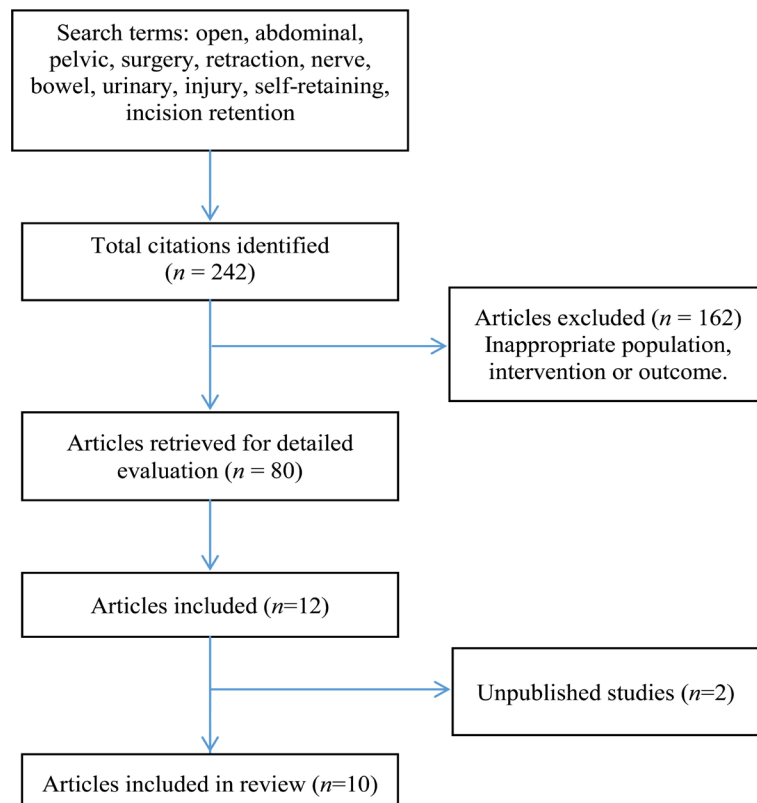 Search terms: open, abdominal,
pelvic, surgery, retraction, nerve,
bowel, urinary, injury, self-retaining,
incision retention
Total citations identified
(n = 242)
Articles excluded (n = 162)
Inappropriate population,
intervention or outcome.
Articles retrieved for detailed
evaluation (n = 80)
Articles included (n=12)
Unpublished studies (n=2)
Articles included in review (n=10)